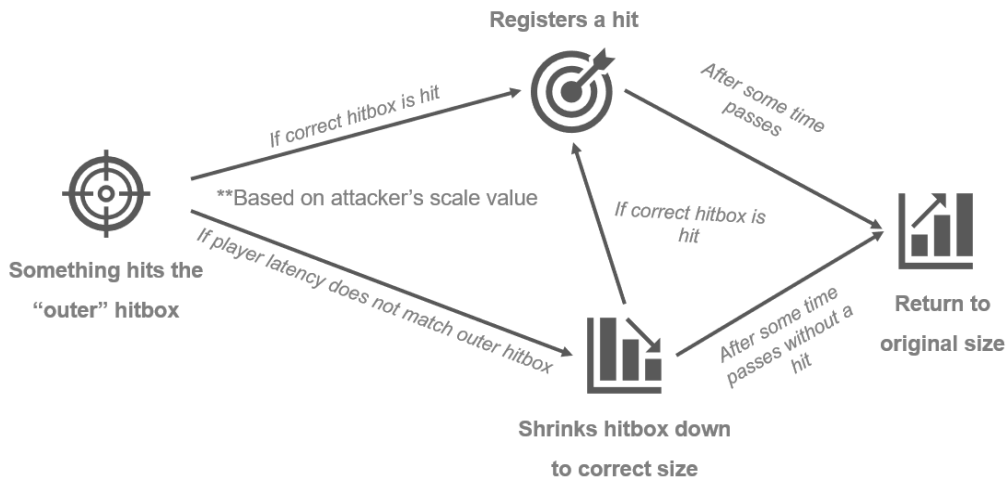 Registers a hit
If correct hitbox is hit
After some time
passes
**Based on attacker's scale value
Something hits the
“outer” hitbox
If player latency does not match outer hitbox
If correct hitbox is
hit
Return to
original size
After some time
passes without a
hit
Shrinks hitbox down
to correct size